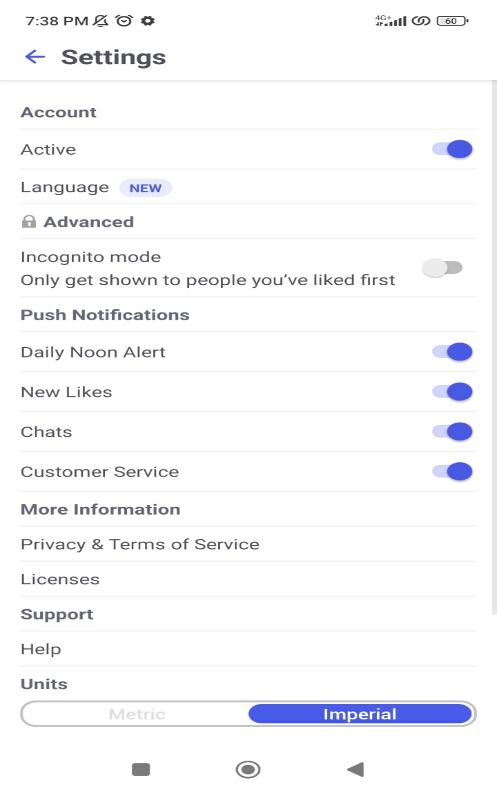 7:38 PM
4G+
60
Settings
Account
Active
Language NEW
Advanced
Incognito mode
Only get shown to people you've liked first
Push Notifications
Daily Noon Alert
New Likes
Chats
Customer Service
More Information
Privacy & Terms of Service
Licenses
Support
Help
Units
Metric Imperial